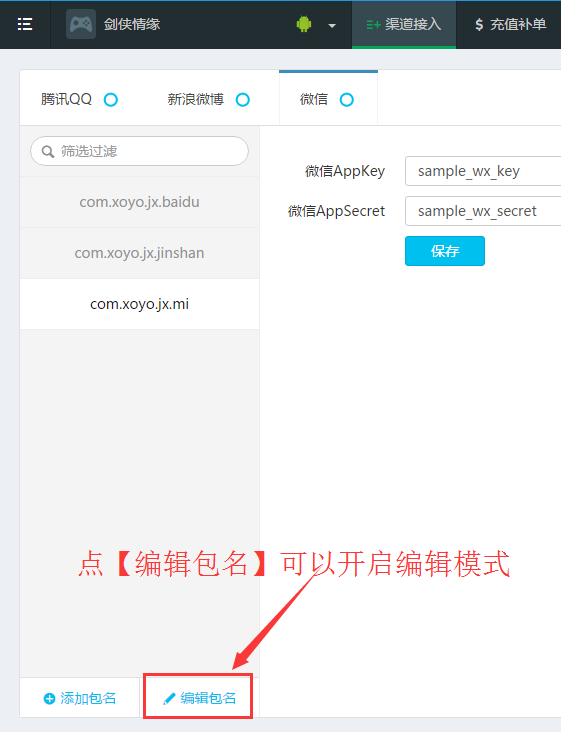 剑侠情缘
渠道接入
$ 充值补单
腾讯QQ
新浪微博
微信
筛选过滤
com.xoyo.jx.baidu
com.xoyo.jx.jinshan
com.xoyo.jx.mi
微信AppKey
sample_wx_key
微信AppSecret
sample_wx_secret
保存
点【编辑包名】可以开启编辑模式
添加包名
编辑包名